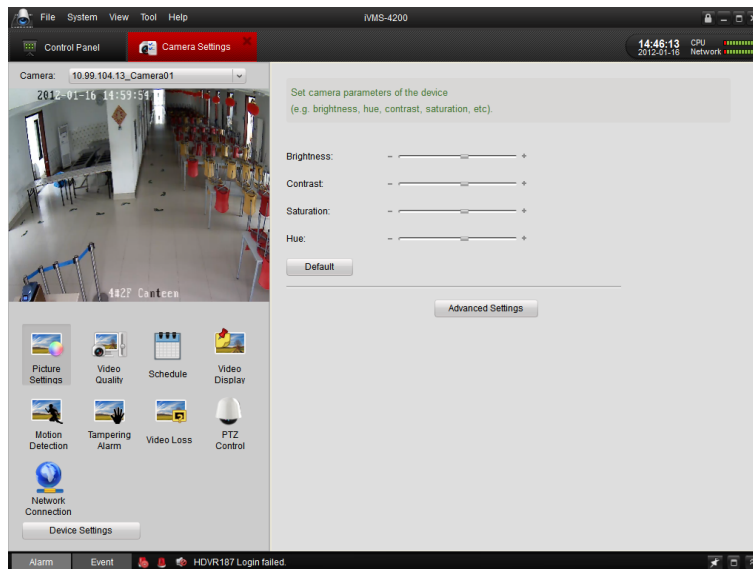 File System View Tool Help iVMS-4200
Control Panel Camera Settings 14:46:13 CPU
2012-01-16 Network
Camera: 10.99.104.13_Camera01
2012-01-16 14:59:54
4#2F Canteen
Set camera parameters of the device
(e.g. brightness, hue, contrast, saturation, etc).
Brightness: - +
Contrast: - +
Saturation: - +
Hue: - +
Default
Advanced Settings
Picture Settings
Video Quality
Schedule
Video Display
Motion Detection
Tampering Alarm
Video Loss
PTZ Control
Network Connection
Device Settings
Alarm Event HDVR187 Login failed.